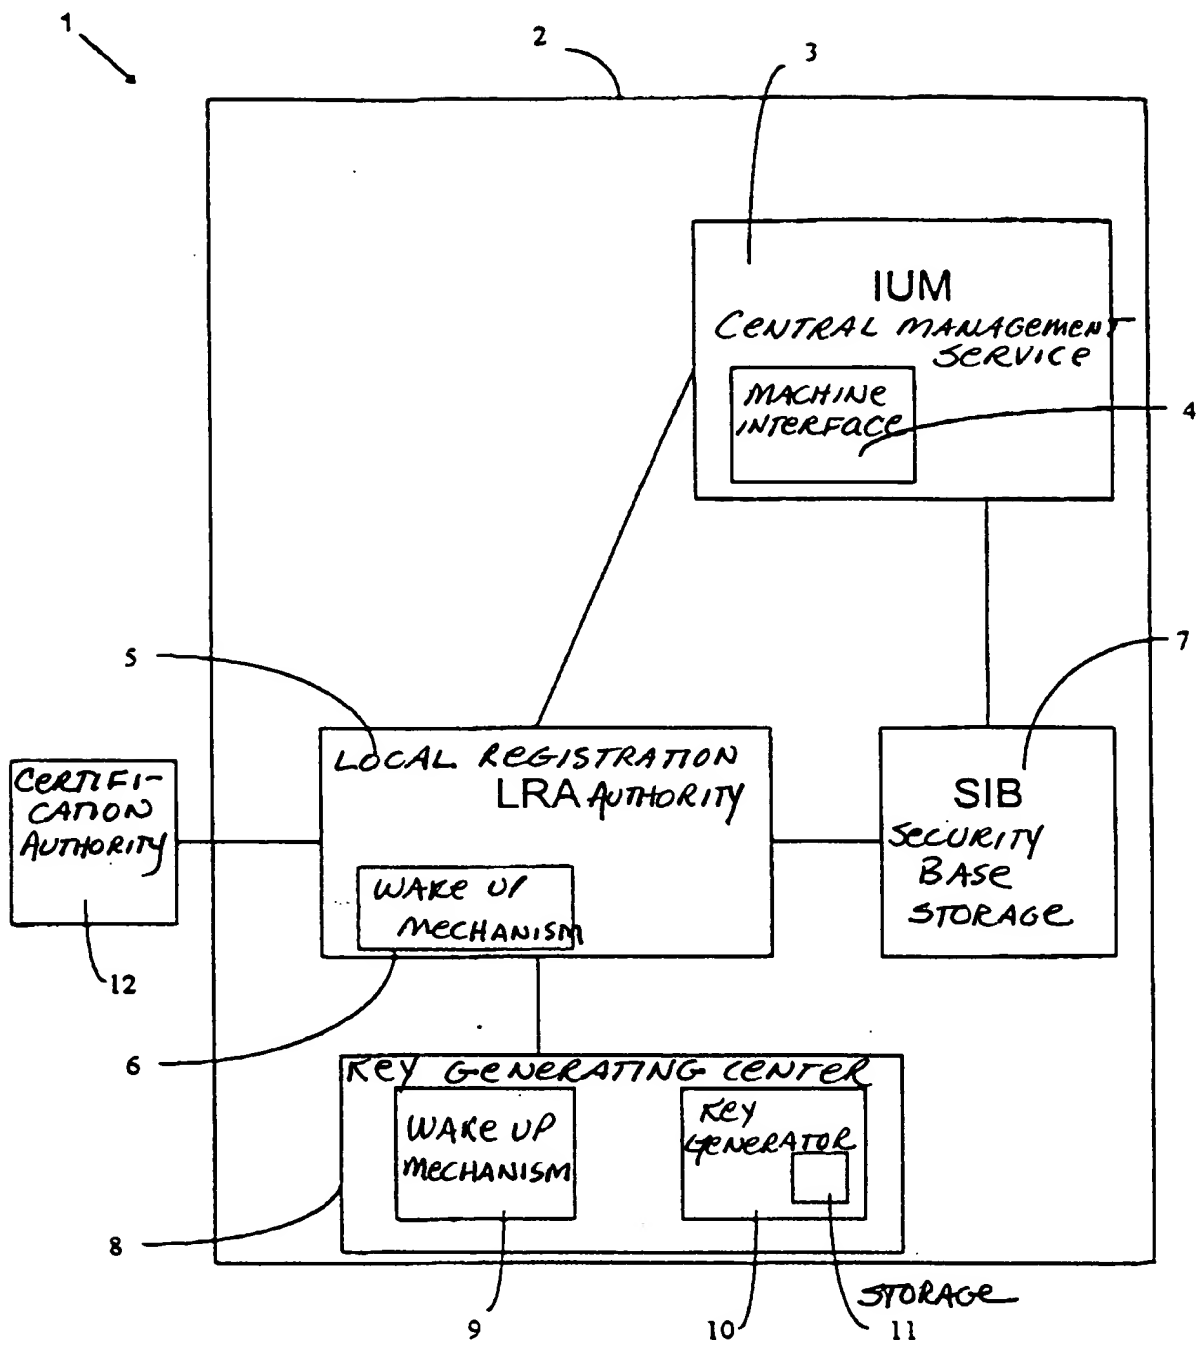 1
2
3
IUM
CENTRAL MANAGEMENT
SERVICE
MACHINE
INTERFACE
4
5
7
LOCAL REGISTRATION
LRA AUTHORITY
WAKE UP
MECHANISM
CERTIFI-
CATION
AUTHORITY
SIB
SECURITY
BASE
STORAGE
12
6
KEY GENERATING CENTER
WAKE UP
MECHANISM
KEY
GENERATOR
8
STORAGE
9
10
11